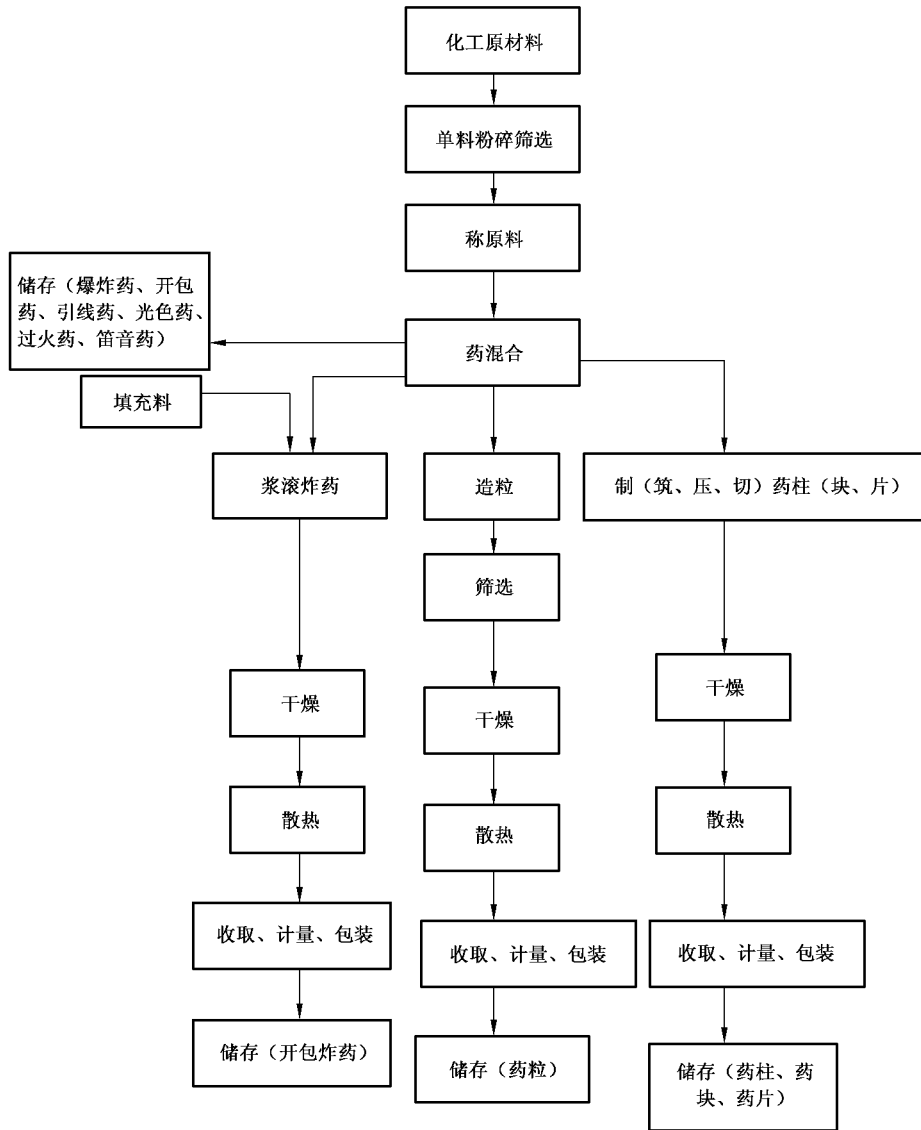 化工原材料
单料粉碎筛选
称原料
储存（爆炸药、开包
药、引线药、光色药、
过火药、笛音药）
药混合
填充料
浆滚炸药
造粒
制（筑、压、切）药柱（块、片）
筛选
干燥
干燥
干燥
散热
散热
散热
收取、计量、包装
收取、计量、包装
收取、计量、包装
储存（开包炸药）
储存（药粒）
储存（药柱、药
块、药片）